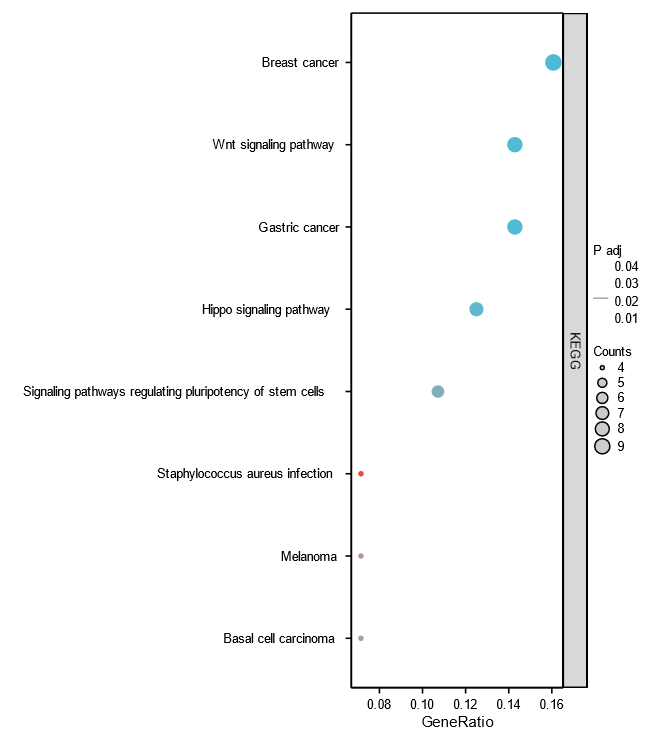 Breast cancer
Wnt signaling pathway
Gastric cancer
Hippo signaling pathway
Signaling pathways regulating pluripotency of stem cells
Staphylococcus aureus infection
Melanoma
Basal cell carcinoma
0.08 0.10 0.12 0.14 0.16
GeneRatio
KEGG
P adj
0.04
0.03
0.02
0.01
Counts
4
5
6
7
8
9